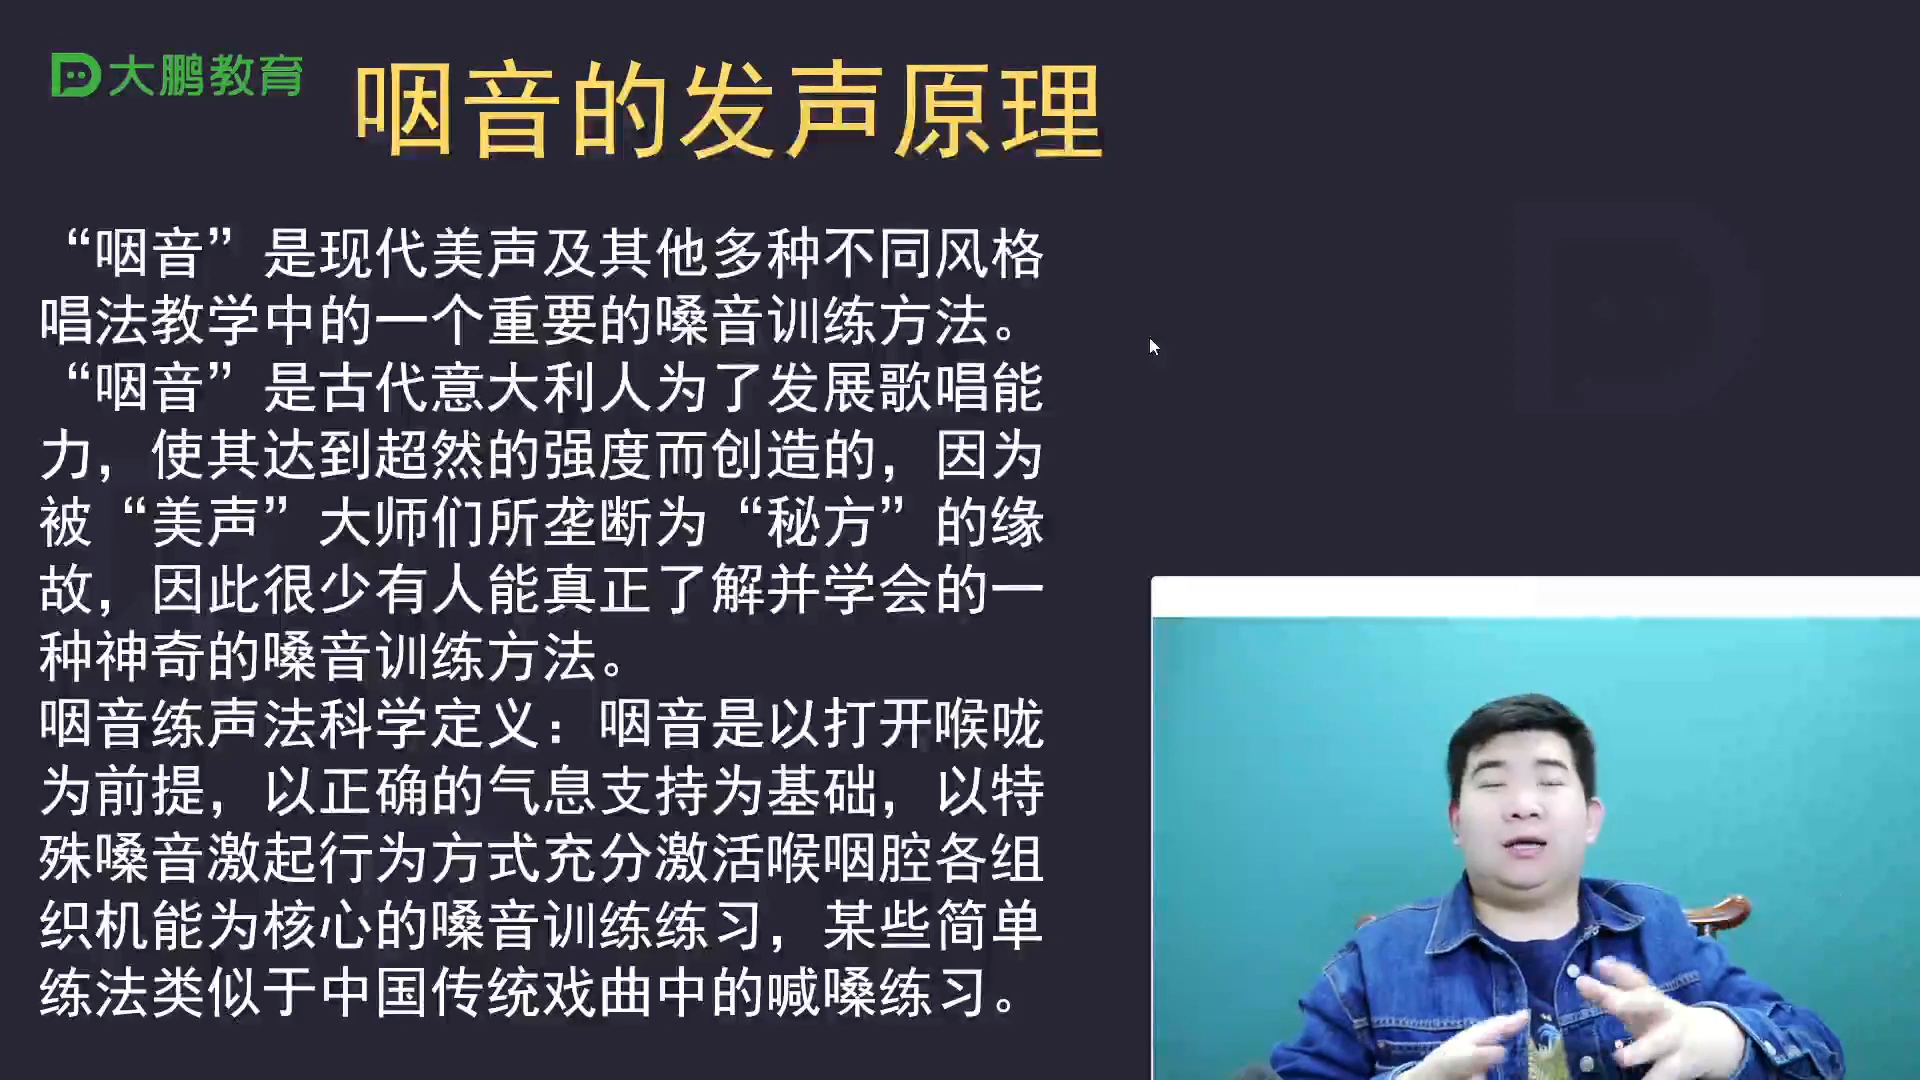 大鹏教育
咽音的发声原理
“咽音”是现代美声及其他多种不同风格
唱法教学中的一个重要的嗓音训练方法。
“咽音”是古代意大利人为了发展歌唱能
力，使其达到超然的强度而创造的，因为
被“美声”大师们所垄断为“秘方”的缘
故，因此很少有人能真正了解并学会的一
种神奇的嗓音训练方法。
咽音练声法科学定义：咽音是以打开喉咙
为前提，以正确的气息支持为基础，以特
殊嗓音激起行为方式充分激活喉咽腔各组
织机能为核心的嗓音训练练习，某些简单
练法类似于中国传统戏曲中的喊嗓练习。